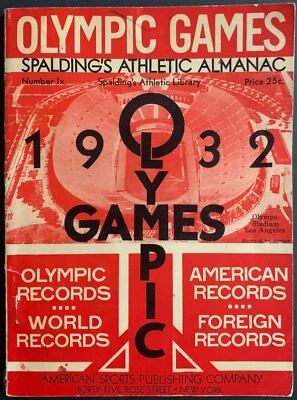 OLYMPIC GAMES
SPALDING'S ATHLETIC ALMANAC
Number 1x Spalding's Athletic Library Price 25c.
1932
OLYMPIC
GAMES
Olympic
Stadium
Los Angeles
OLYMPIC
RECORDS
WORLD
RECORDS
AMERICAN
RECORDS
FOREIGN
RECORDS
AMERICAN SPORTS PUBLISHING COMPANY
FORTY-FIVE ROSE STREET • NEW YORK